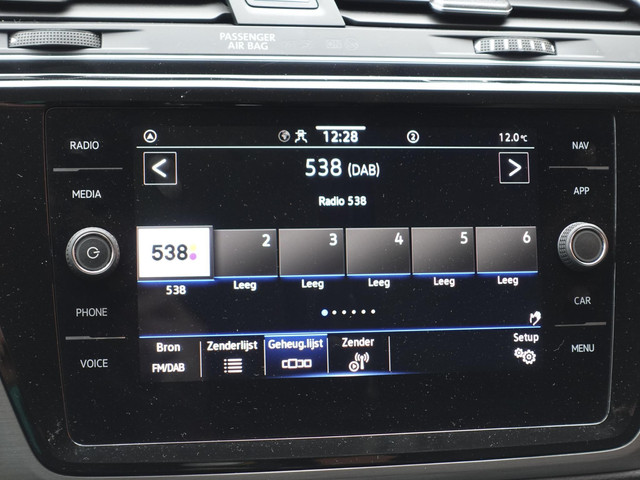 PASSENGER
AIR BAG
RADIO
MEDIA
PHONE
VOICE
NAV
APP
CAR
MENU
12:28
2
12.0 °C
538 (DAB)
Radio 538
538
2
3
4
5
6
538
Leeg
Leeg
Leeg
Leeg
Leeg
Bron
FM/DAB
Zenderlijst
Geheug.lijst
Zender
Setup